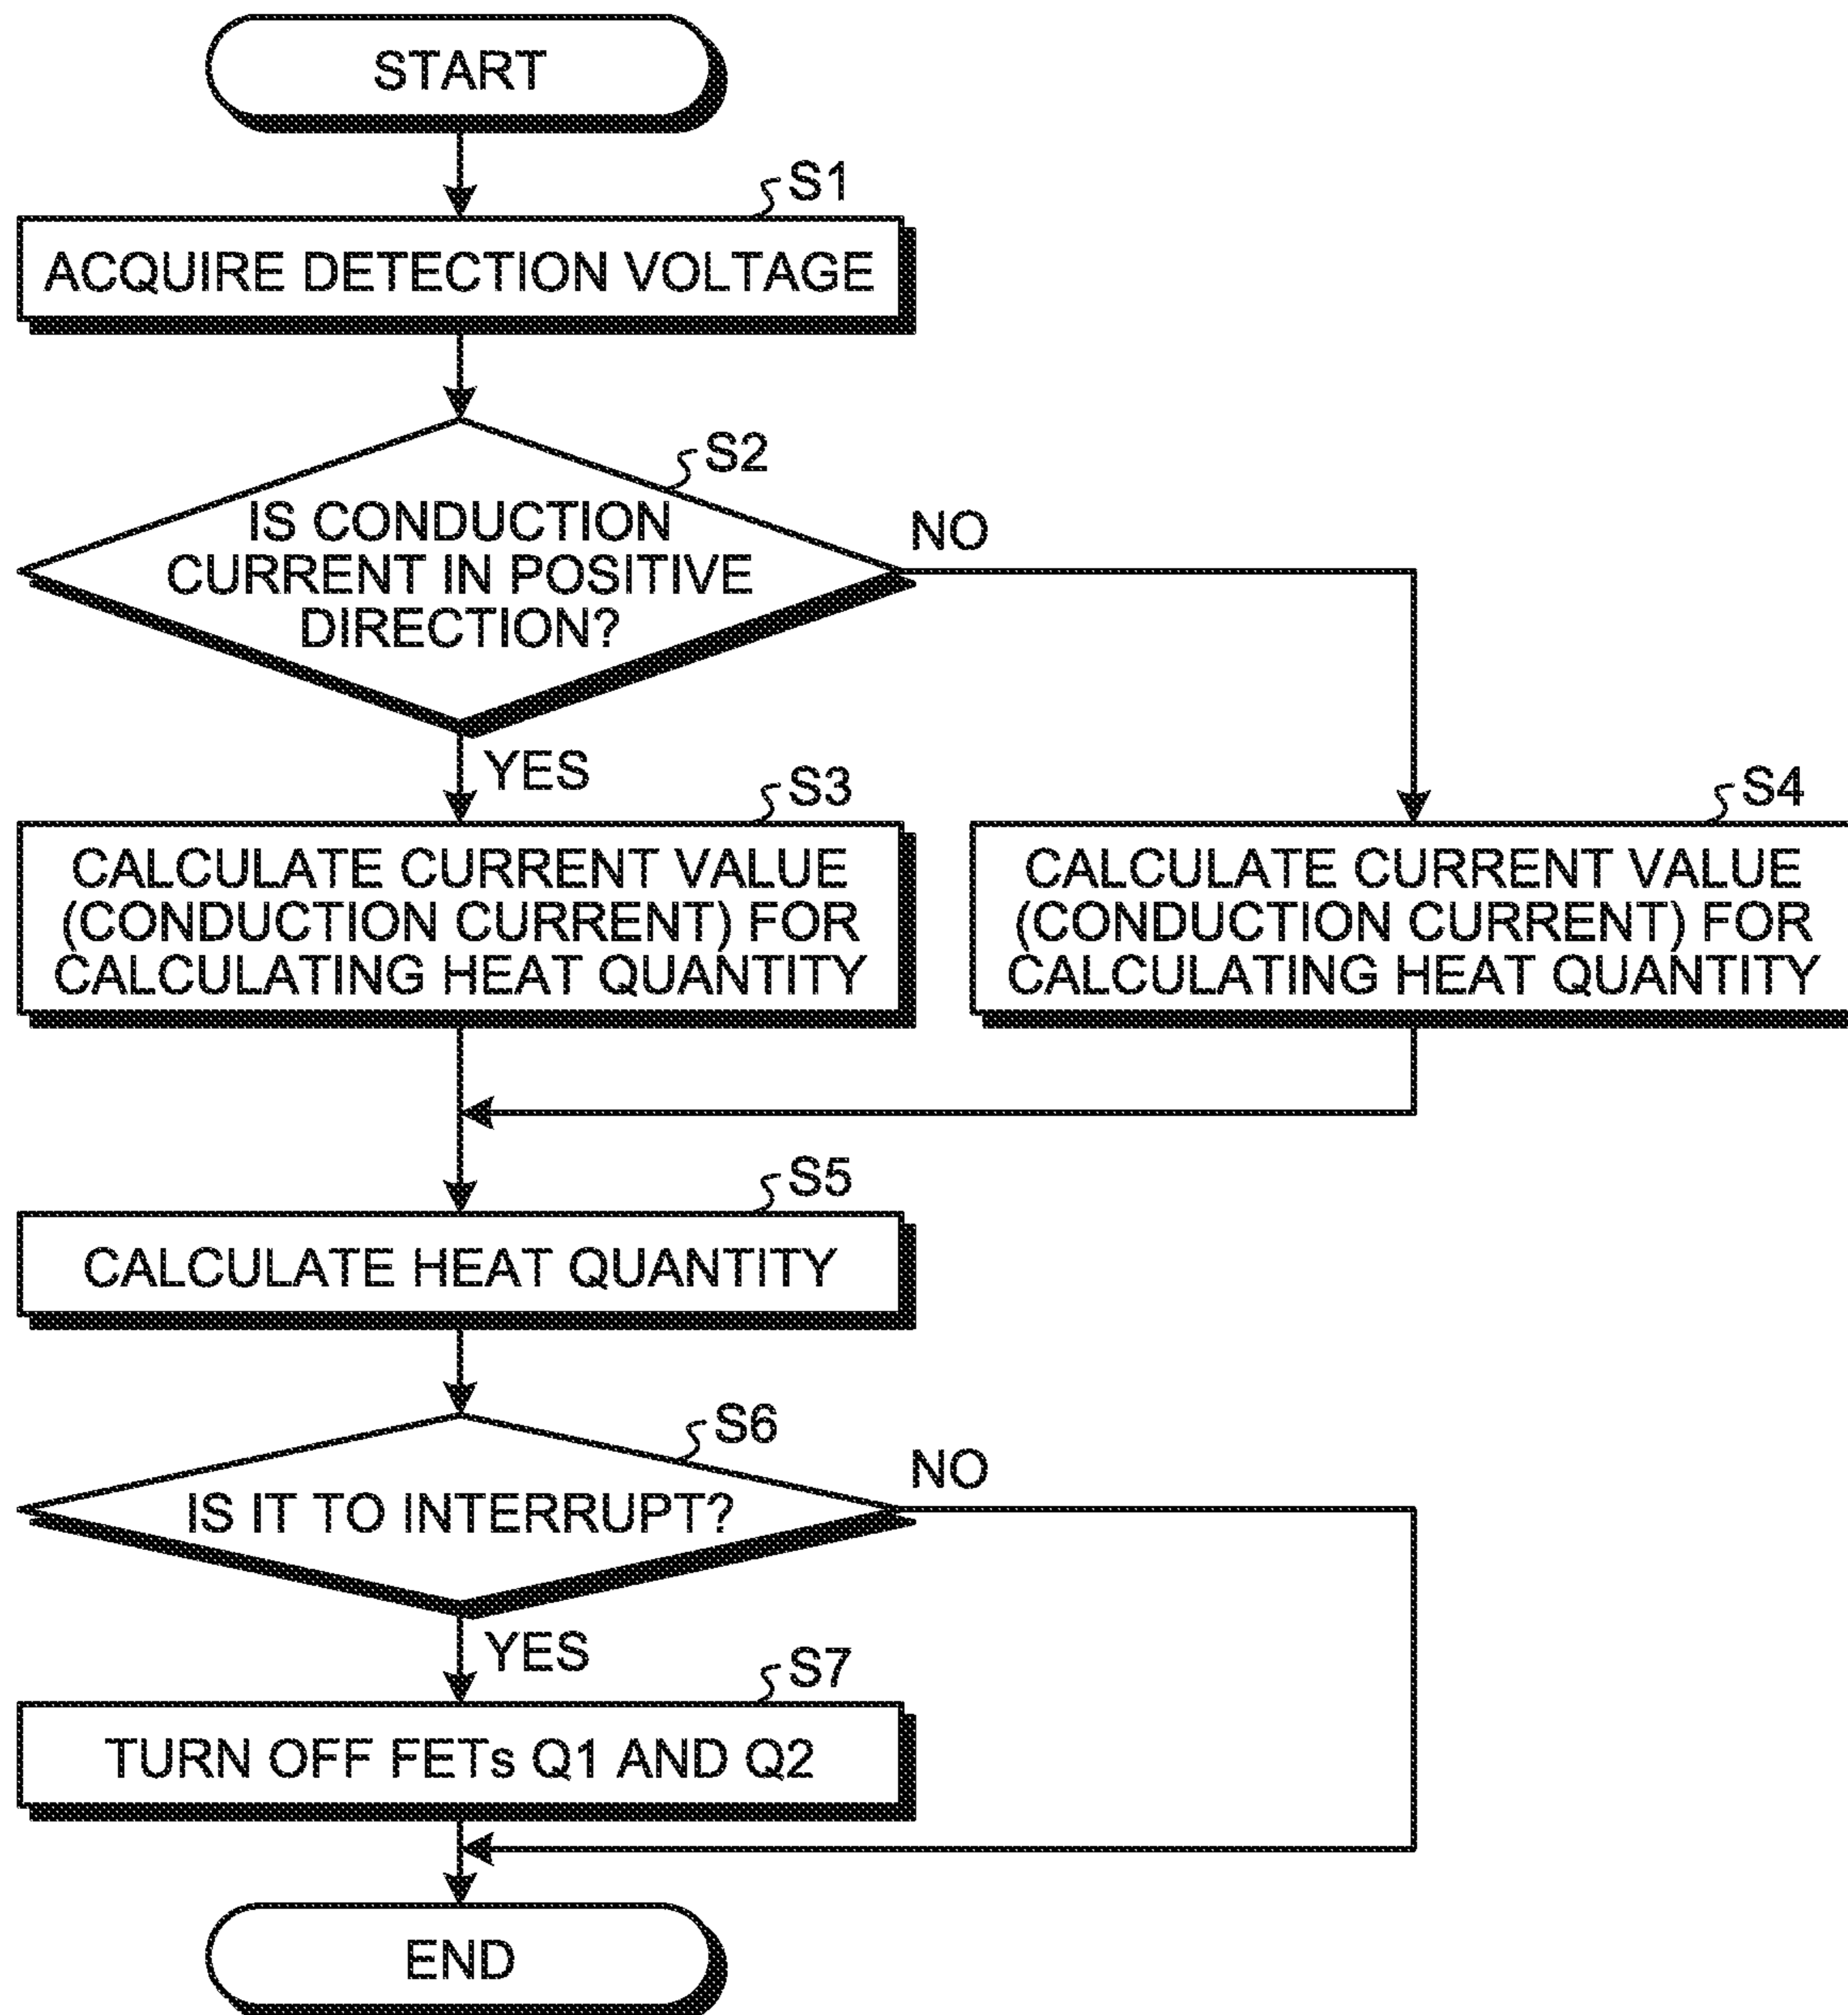 START
S1
ACQUIRE DETECTION VOLTAGE
S2
IS CONDUCTION
CURRENT IN POSITIVE
DIRECTION?
NO
YES
S3
CALCULATE CURRENT VALUE
(CONDUCTION CURRENT) FOR
CALCULATING HEAT QUANTITY
S4
CALCULATE CURRENT VALUE
(CONDUCTION CURRENT) FOR
CALCULATING HEAT QUANTITY
S5
CALCULATE HEAT QUANTITY
S6
IS IT TO INTERRUPT?
NO
YES
S7
TURN OFF FETs Q1 AND Q2
END